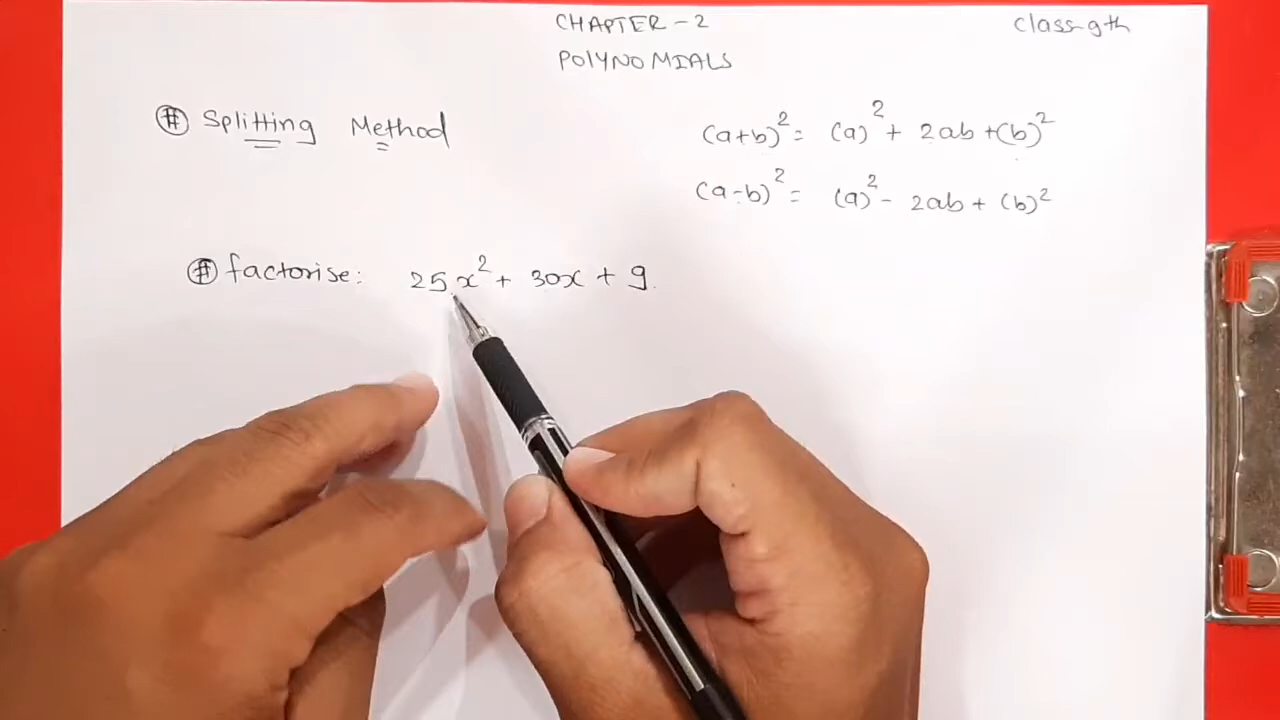 CHAPTER - 2
Class-9th
POLYNOMIALS
# Splitting Method
(a+b)² = (a)² + 2ab + (b)²
(a-b)² = (a)² - 2ab + (b)²
# factorise: 25x² + 30x + 9.